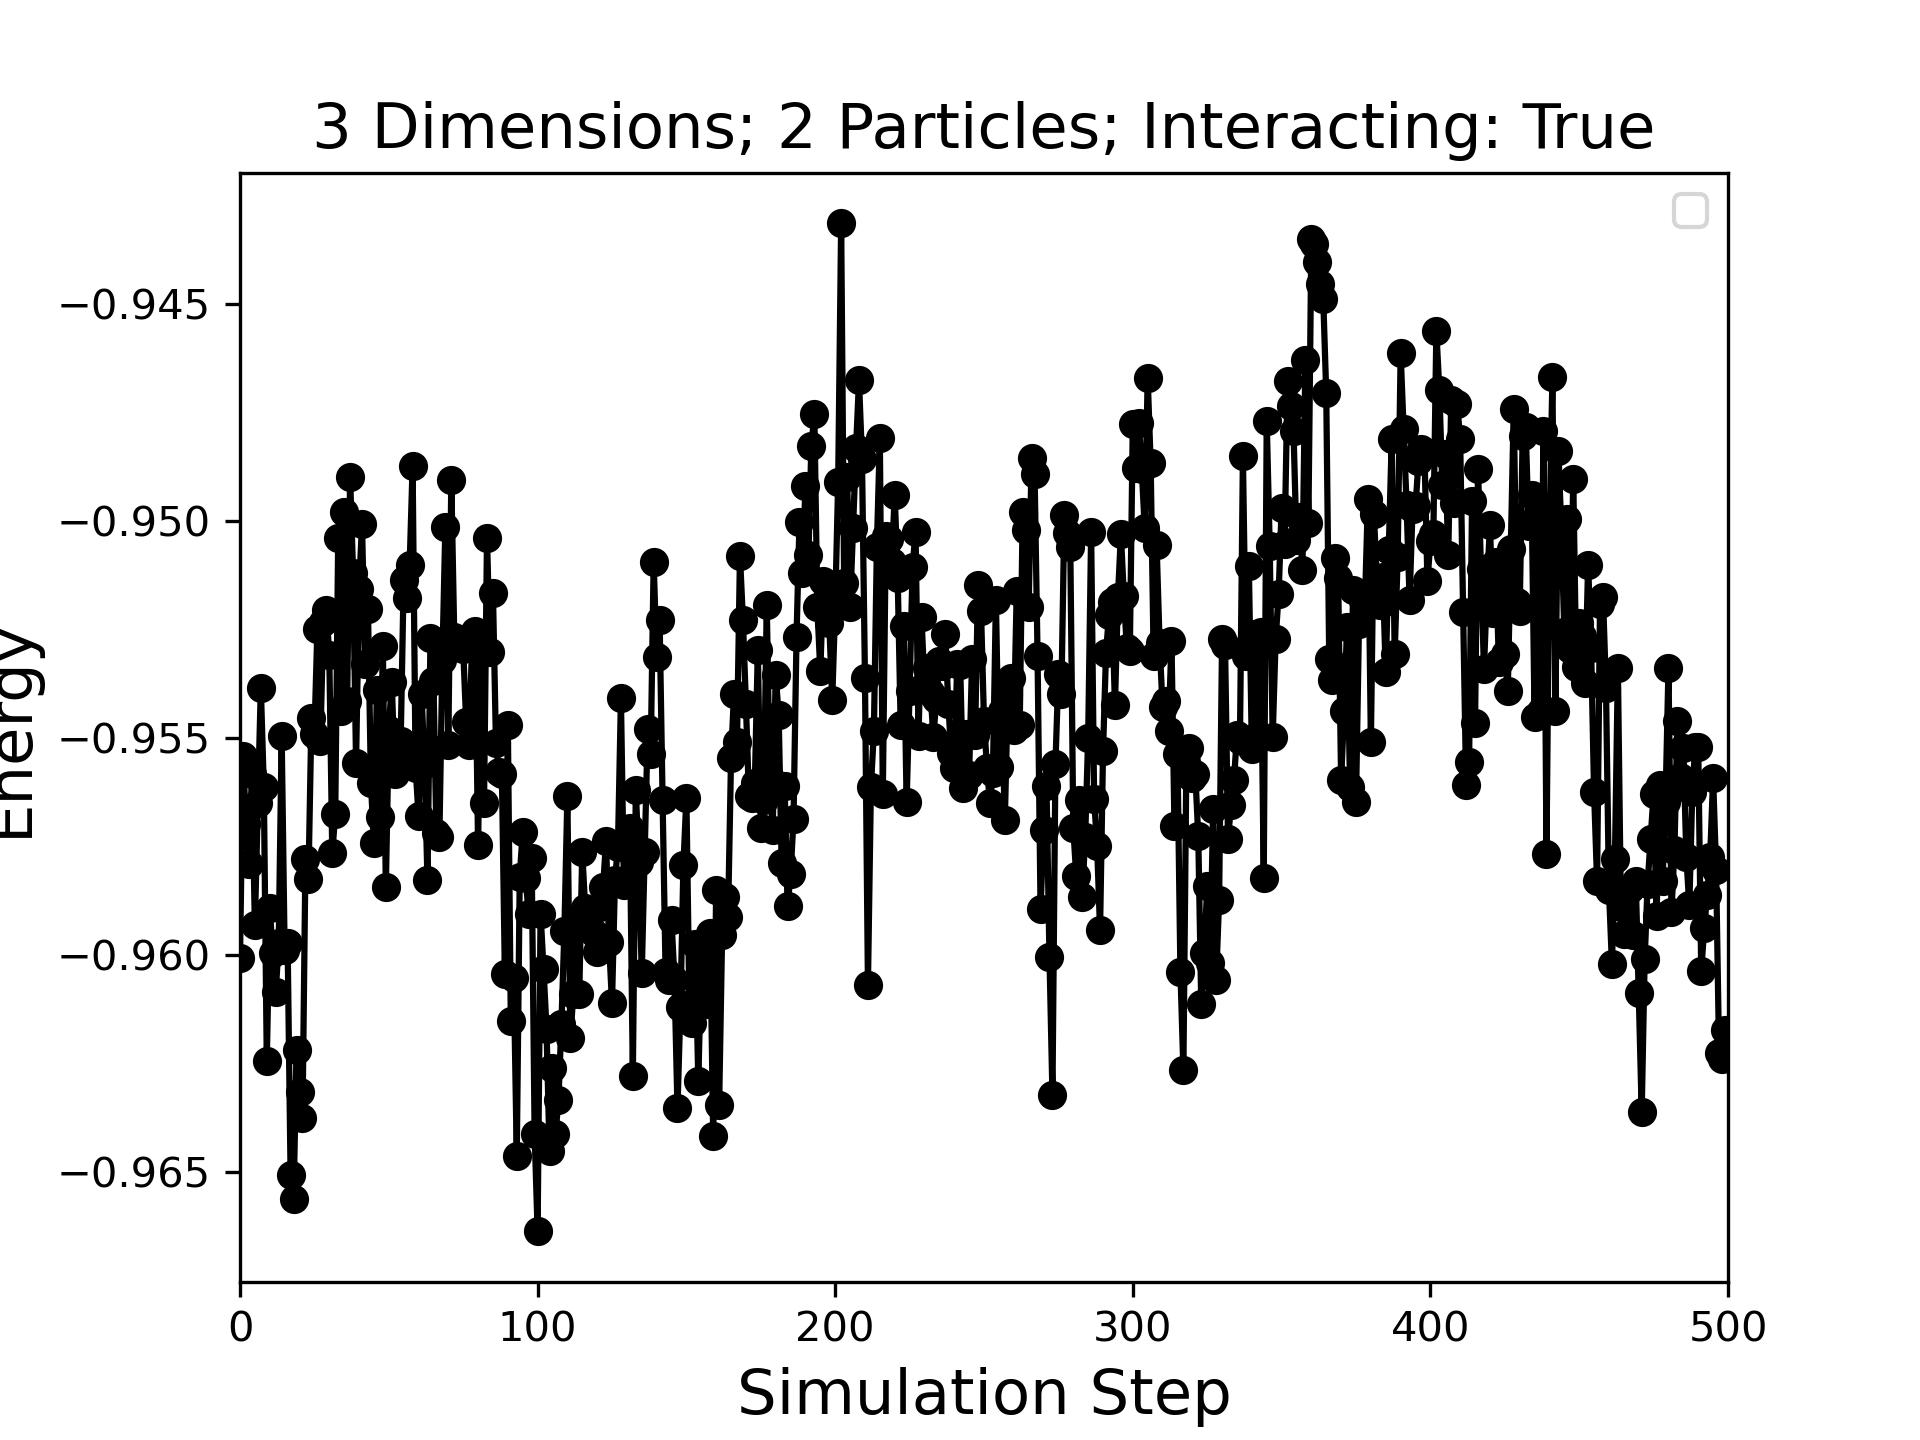 3 Dimensions; 2 Particles; Interacting: True
Energy
−0.945
−0.950
−0.955
−0.960
−0.965
0 100 200 300 400 500
Simulation Step